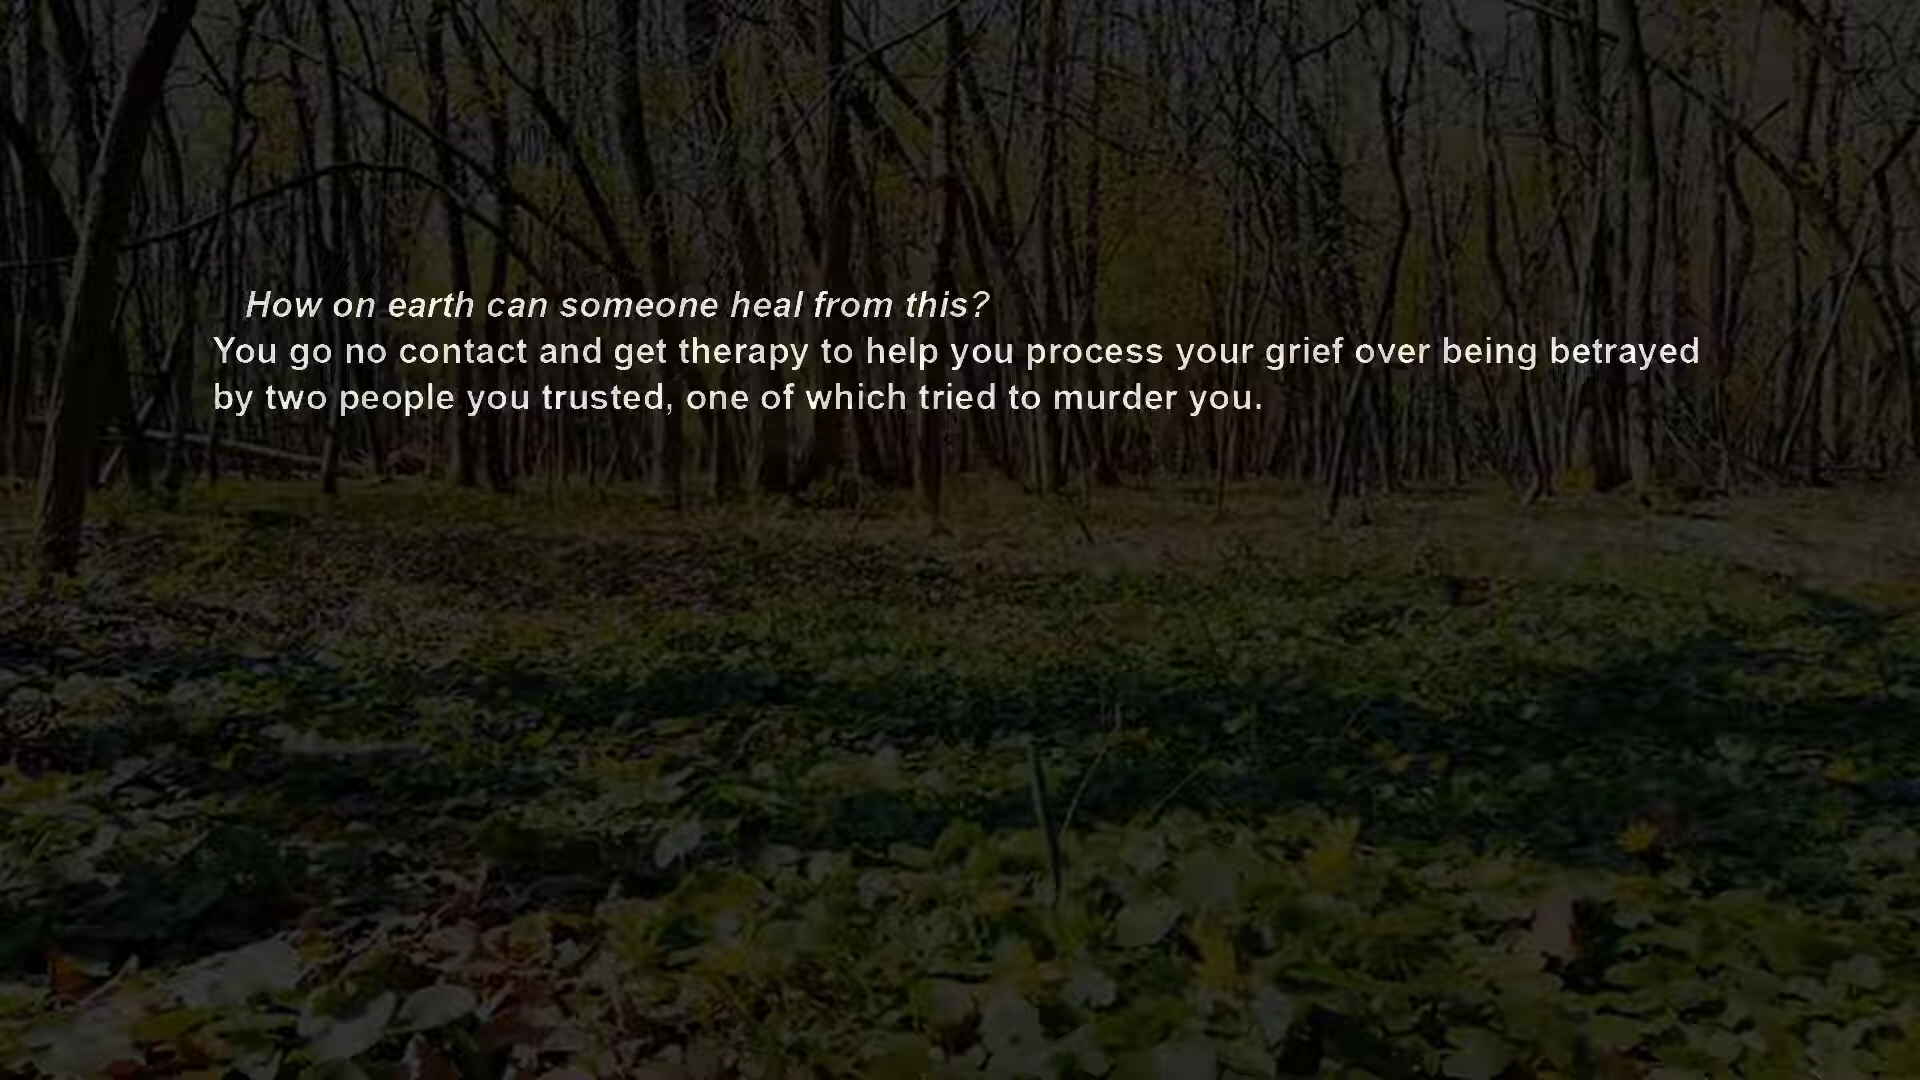 How on earth can someone heal from this?
You go no contact and get therapy to help you process your grief over being betrayed
by two people you trusted, one of which tried to murder you.